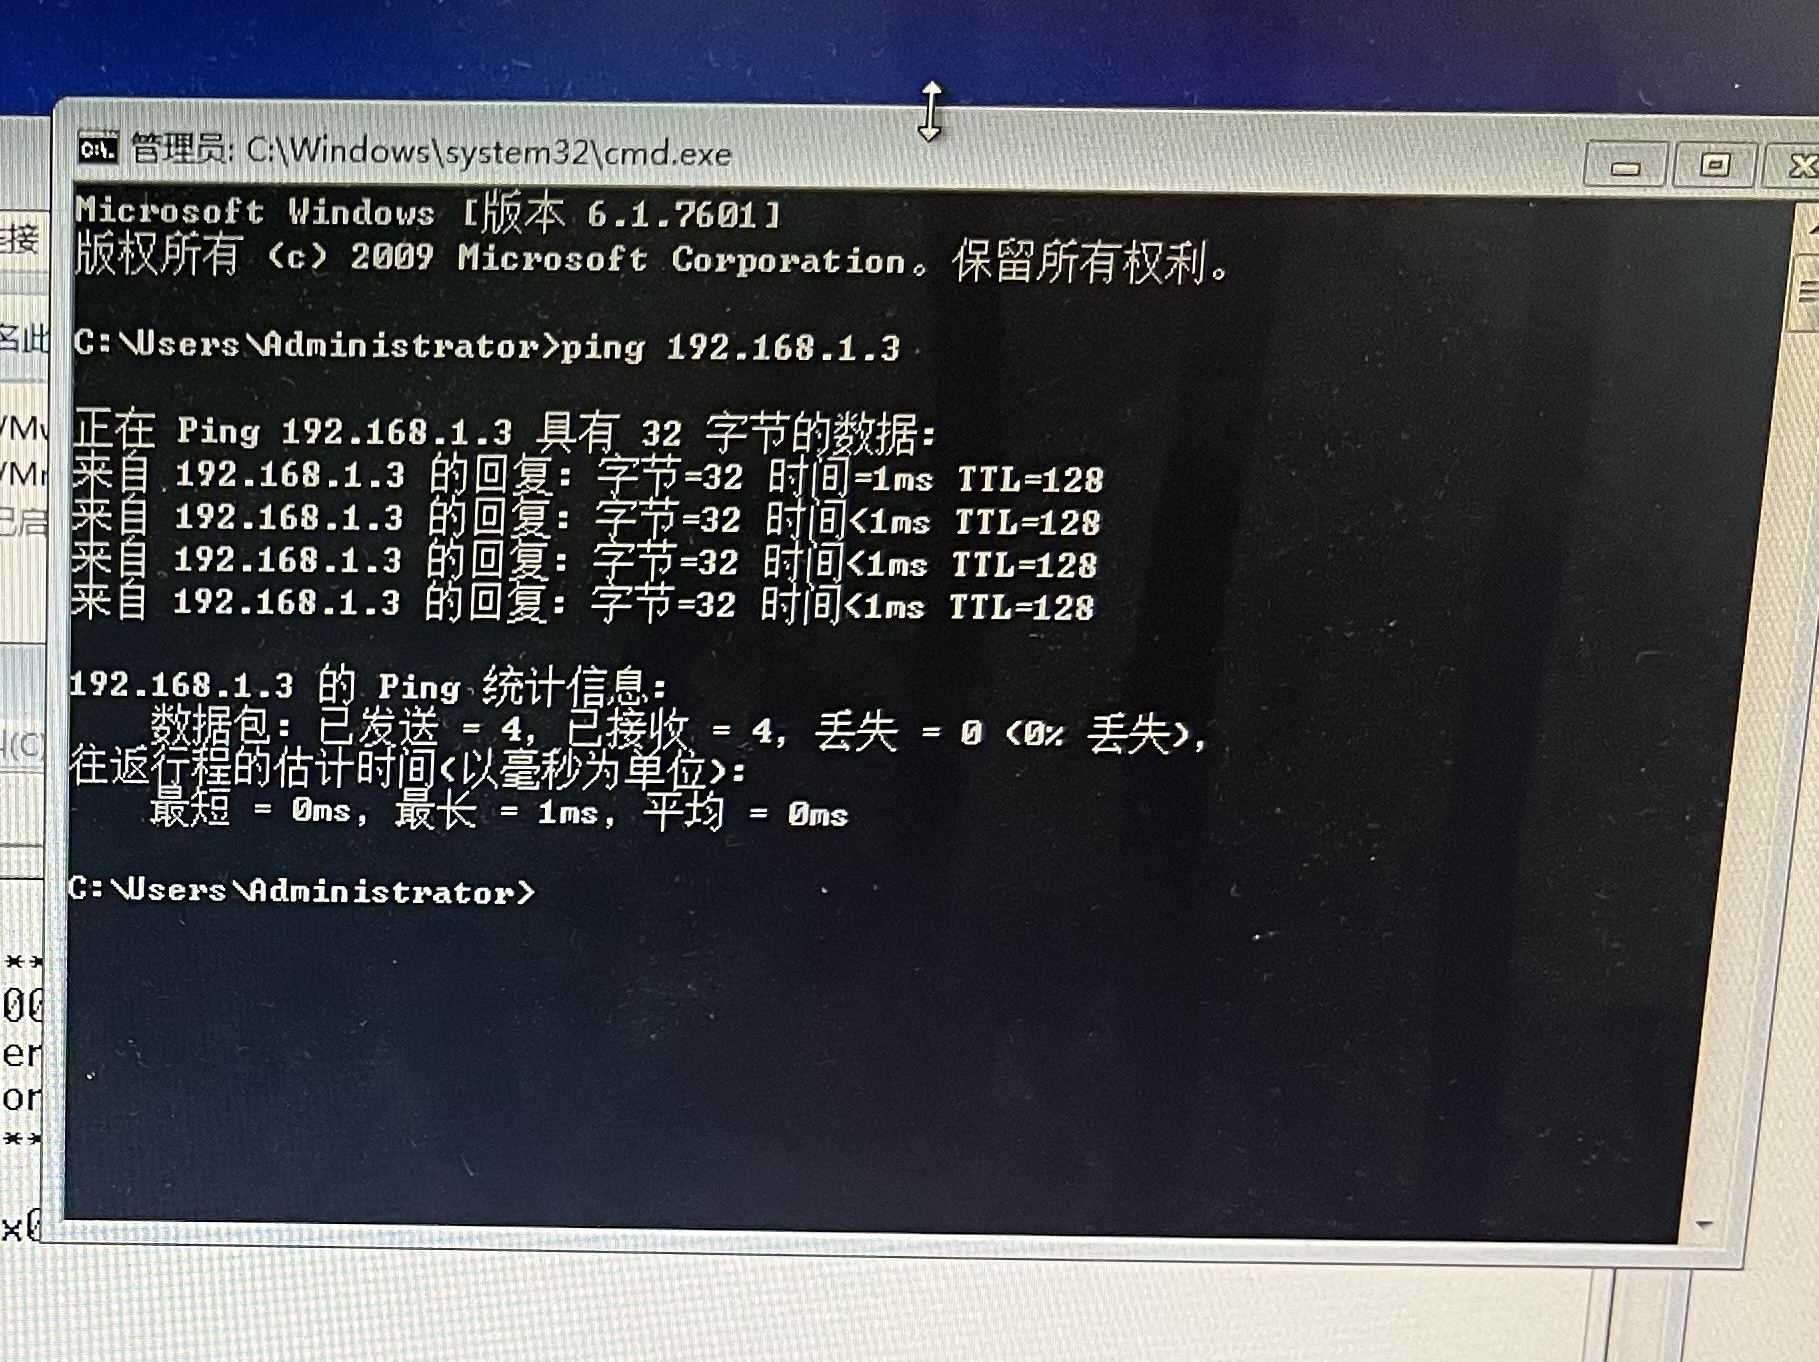 管理员: C:\Windows\system32\cmd.exe
Microsoft Windows [版本 6.1.7601]
版权所有 (c) 2009 Microsoft Corporation。保留所有权利。
C:\Users\Administrator>ping 192.168.1.3
正在 Ping 192.168.1.3 具有 32 字节的数据:
来自 192.168.1.3 的回复: 字节=32 时间=1ms TTL=128
来自 192.168.1.3 的回复: 字节=32 时间<1ms TTL=128
来自 192.168.1.3 的回复: 字节=32 时间<1ms TTL=128
来自 192.168.1.3 的回复: 字节=32 时间<1ms TTL=128
192.168.1.3 的 Ping 统计信息:
数据包: 已发送 = 4, 已接收 = 4, 丢失 = 0 (0% 丢失),
往返行程的估计时间(以毫秒为单位):
最短 = 0ms, 最长 = 1ms, 平均 = 0ms
C:\Users\Administrator>
接
名此
(C)
**
00
er
or
**
x0